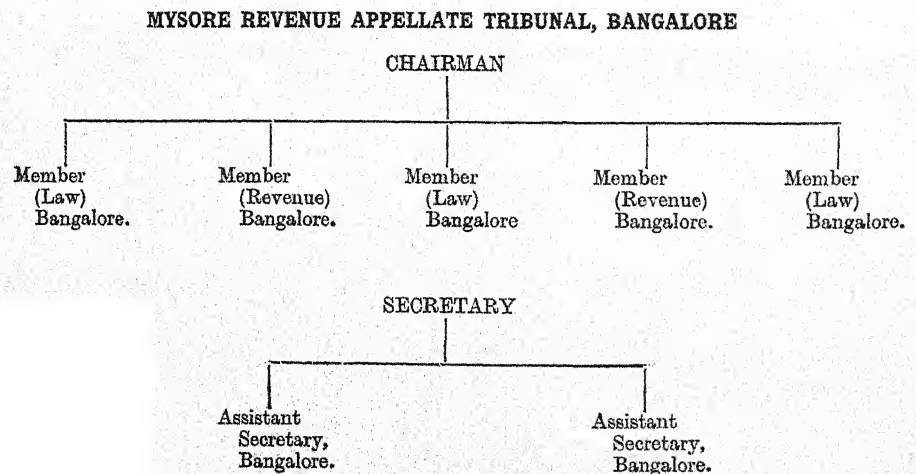 MYSORE REVENUE APPELLATE TRIBUNAL, BANGALORE
CHAIRMAN
Member
(Law)
Bangalore.
Member
(Revenue)
Bangalore.
Member
(Law)
Bangalore
Member
(Revenue)
Bangalore.
Member
(Law)
Bangalore.
SECRETARY
Assistant
Secretary,
Bangalore.
Assistant
Secretary,
Bangalore.